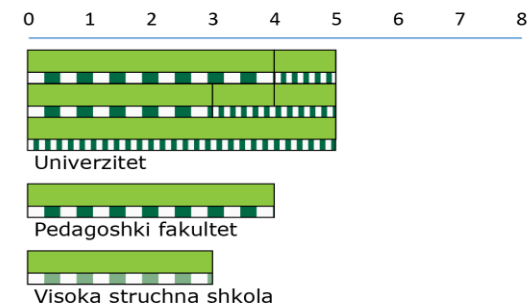 0 1 2 3 4 5 6 7 8
Univerzitet
Pedagoshki fakultet
Visoka struchna shkola